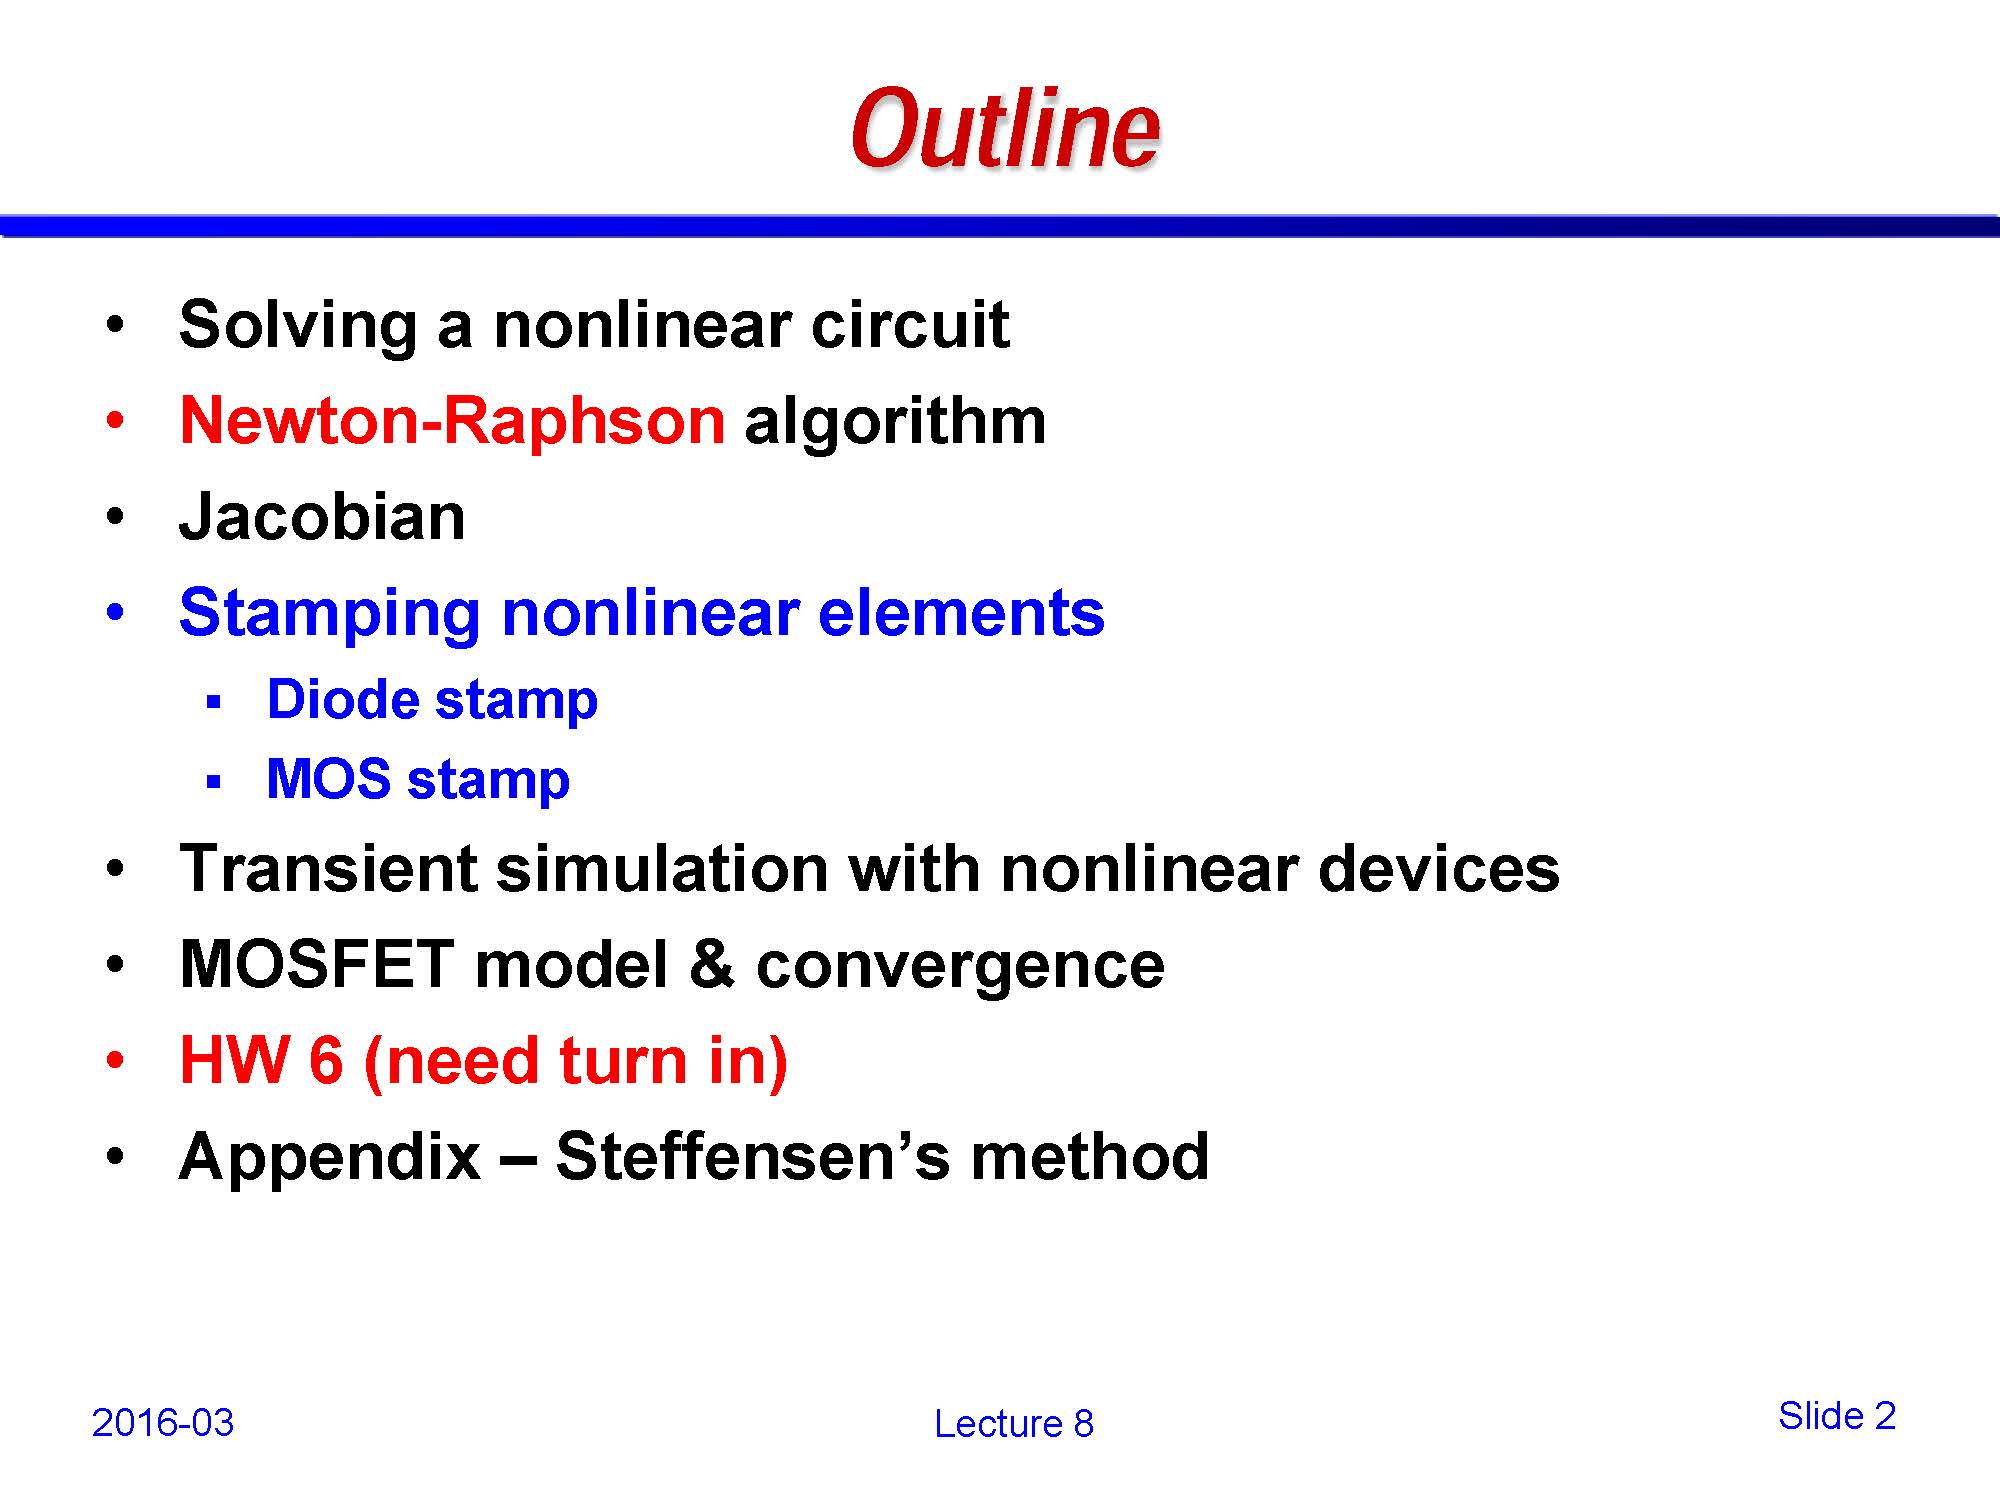 Outline
• Solving a nonlinear circuit
• Newton-Raphson algorithm
• Jacobian
• Stamping nonlinear elements
▪ Diode stamp
▪ MOS stamp
• Transient simulation with nonlinear devices
• MOSFET model & convergence
• HW 6 (need turn in)
• Appendix – Steffensen’s method
2016-03
Lecture 8
Slide 2